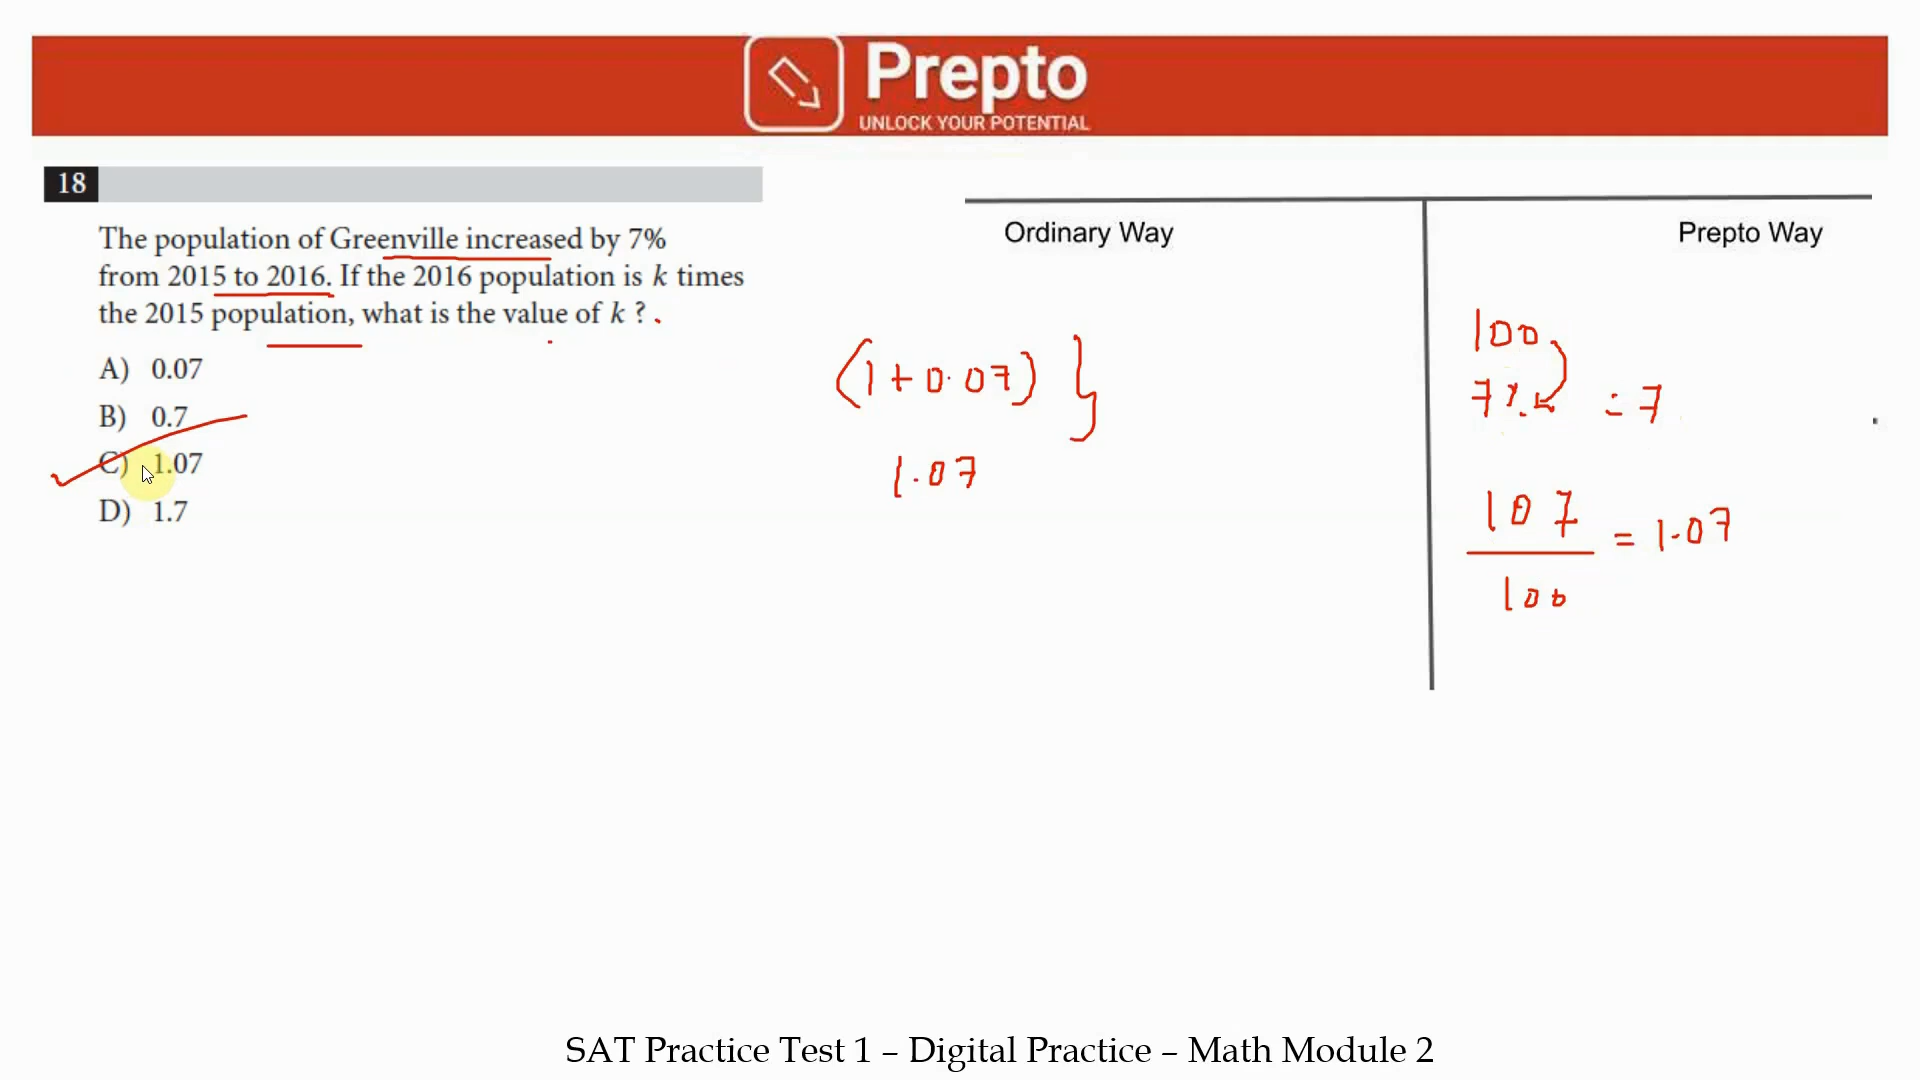 Prepto
UNLOCK YOUR POTENTIAL
18
The population of Greenville increased by 7%
from 2015 to 2016. If the 2016 population is k times
the 2015 population, what is the value of k ?
A) 0.07
B) 0.7
C) 1.07
D) 1.7
Ordinary Way
(1+0.07)}
1.07
Prepto Way
100
7% = 7
107
= 1.07
100
SAT Practice Test 1 – Digital Practice – Math Module 2